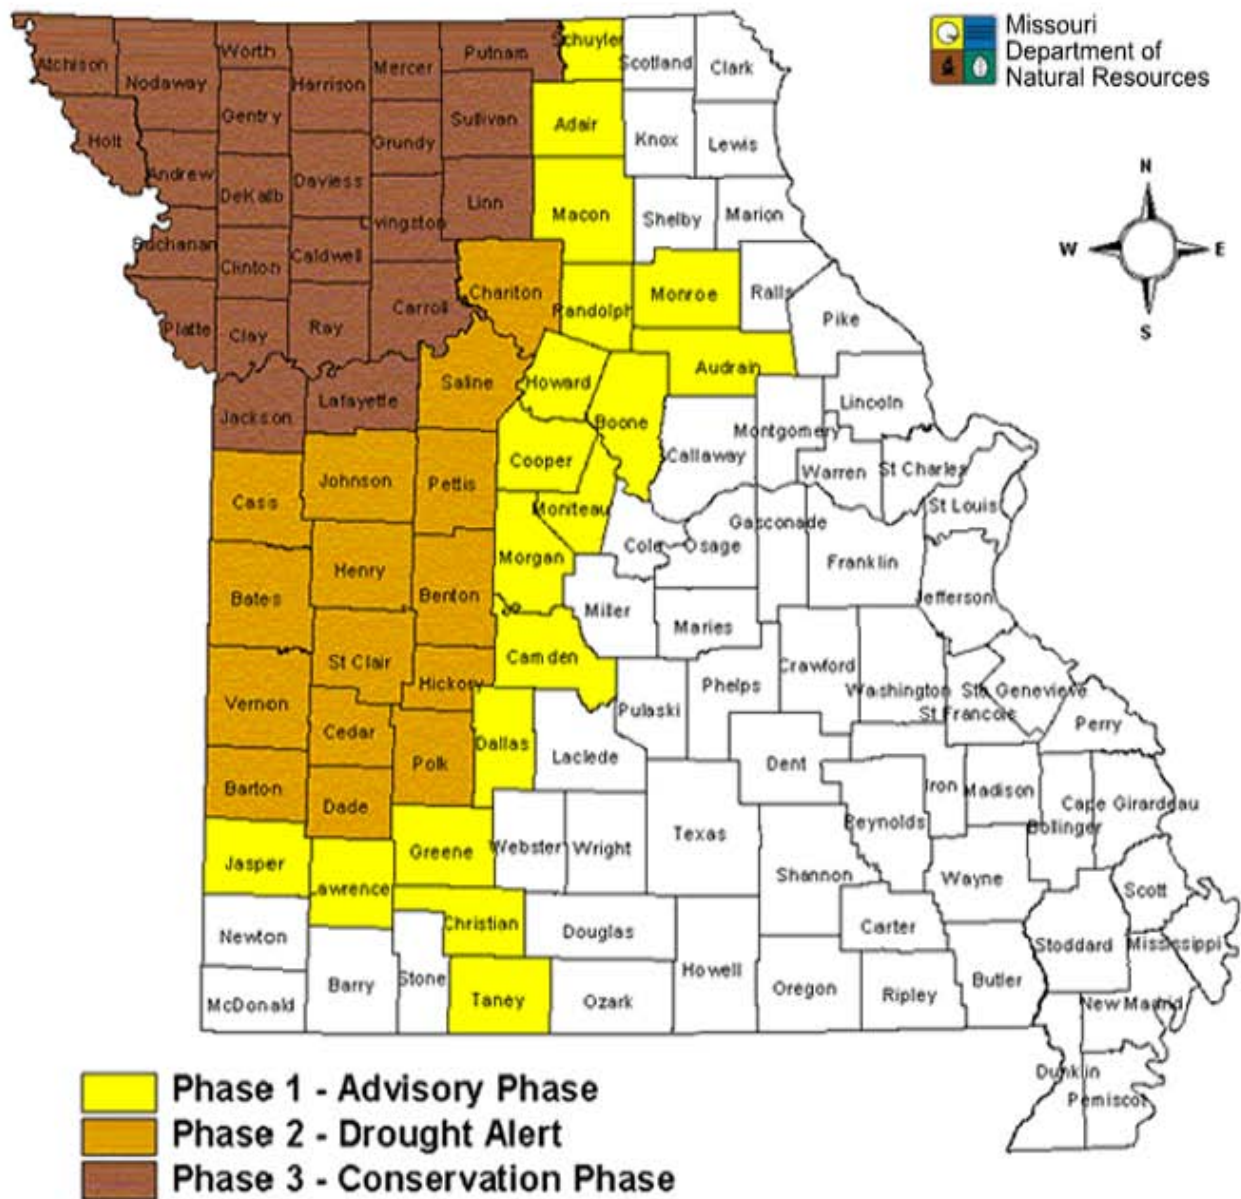 Missouri
Department of
Natural Resources
N
W
E
S
Atchison
Nodaway
Worth
Harrison
Mercer
Putnam
Schuyler
Scotland
Clark
Holt
Gentry
Grundy
Sullivan
Adair
Knox
Lewis
Andrew
DeKalb
Daviess
Livingston
Linn
Macon
Shelby
Marion
Buchanan
Clinton
Caldwell
Carroll
Chariton
Randolph
Monroe
Ralls
Pike
Platte
Clay
Ray
Saline
Howard
Audrain
Lincoln
Jackson
Lafayette
Boone
Callaway
Montgomery
Warren
St Charles
Cass
Johnson
Pettis
Cooper
Moniteau
Gasconade
St Louis
Cole
Osage
Franklin
Bates
Henry
Benton
Morgan
Miller
Maries
Jefferson
St Clair
Hickory
Camden
Pulaski
Phelps
Crawford
Washington
Ste Genevieve
St Francois
Perry
Vernon
Cedar
Polk
Dallas
Laclede
Dent
Iron
Madison
Cape Girardeau
Bollinger
Barton
Dade
Greene
Webster
Wright
Texas
Reynolds
Jasper
Lawrence
Shannon
Wayne
Scott
Newton
Christian
Douglas
Carter
Stoddard
Mississippi
McDonald
Barry
Stone
Taney
Ozark
Howell
Oregon
Ripley
Butler
New Madrid
Dunklin
Pemiscot
Phase 1 - Advisory Phase
Phase 2 - Drought Alert
Phase 3 - Conservation Phase